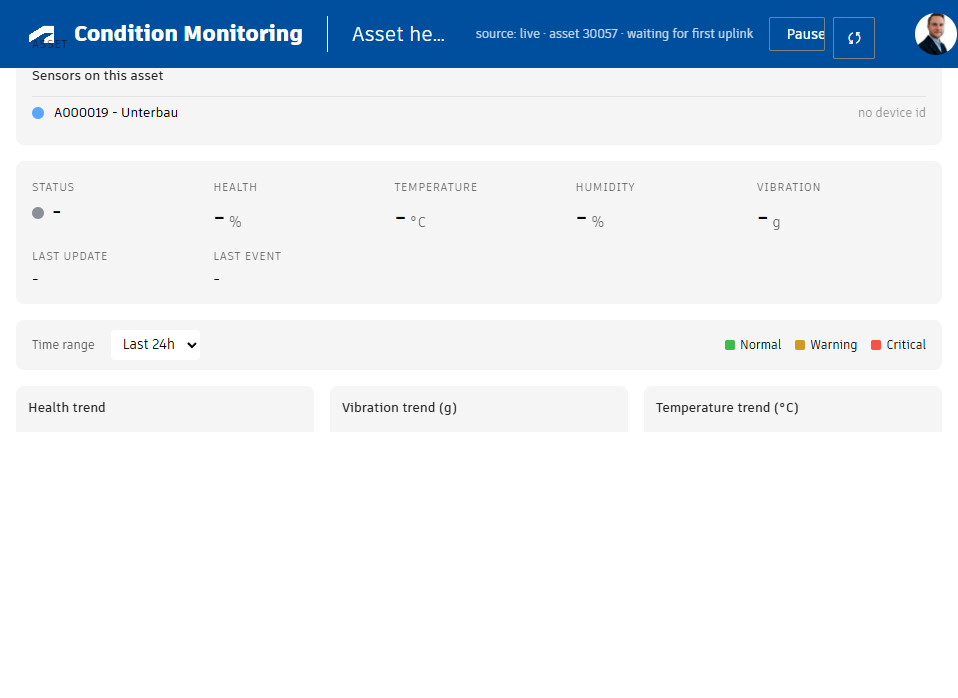 ASSET
Condition Monitoring
Asset he...
source: live · asset 30057 · waiting for first uplink
Pause
Sensors on this asset
A000019 - Unterbau
no device id
STATUS
HEALTH
TEMPERATURE
HUMIDITY
VIBRATION
-
- %
- °C
- %
- g
LAST UPDATE
LAST EVENT
-
-
Time range
Last 24h
Normal
Warning
Critical
Health trend
Vibration trend (g)
Temperature trend (°C)